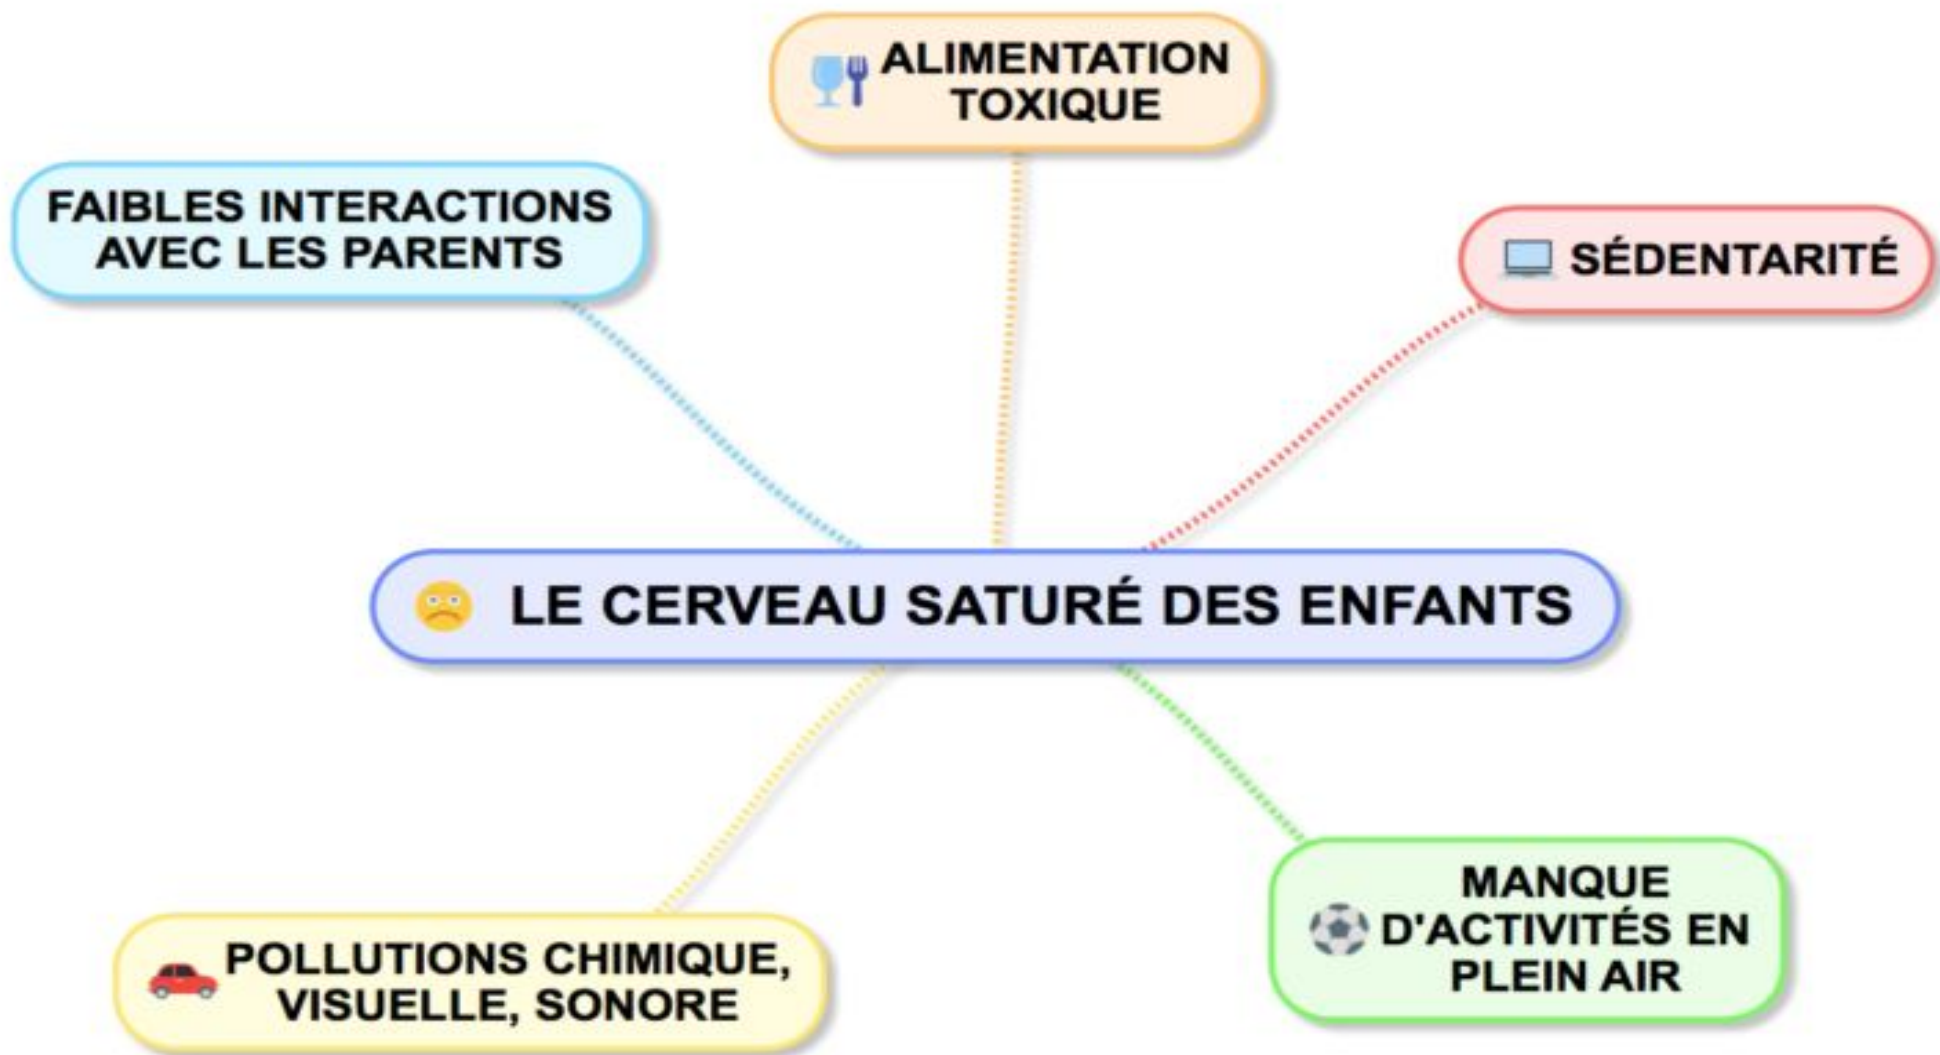 ALIMENTATION
TOXIQUE
FAIBLES INTERACTIONS
AVEC LES PARENTS
SÉDENTARITÉ
LE CERVEAU SATURÉ DES ENFANTS
POLLUTIONS CHIMIQUE,
VISUELLE, SONORE
MANQUE
D'ACTIVITÉS EN
PLEIN AIR